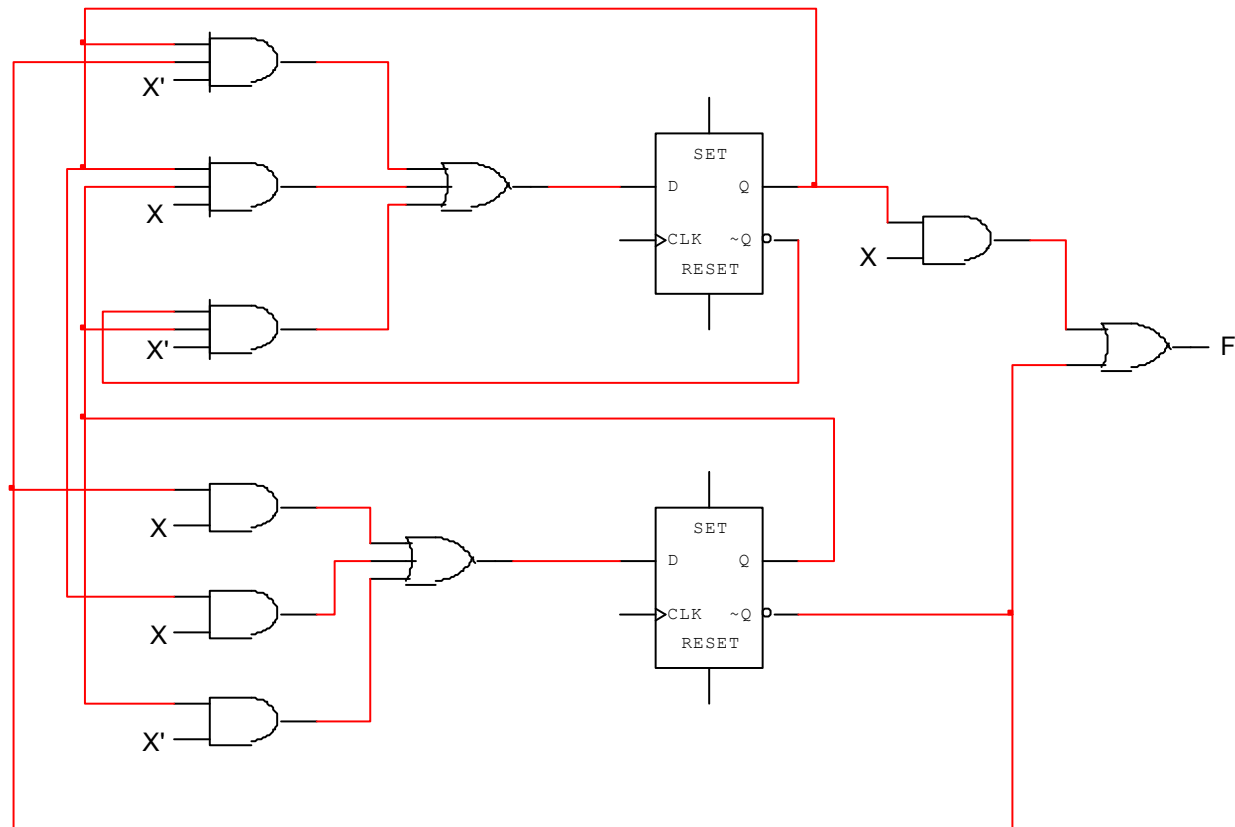 X'
X
X'
SET
D Q
CLK ~Q
RESET
X
F
X
X
X'
SET
D Q
CLK ~Q
RESET